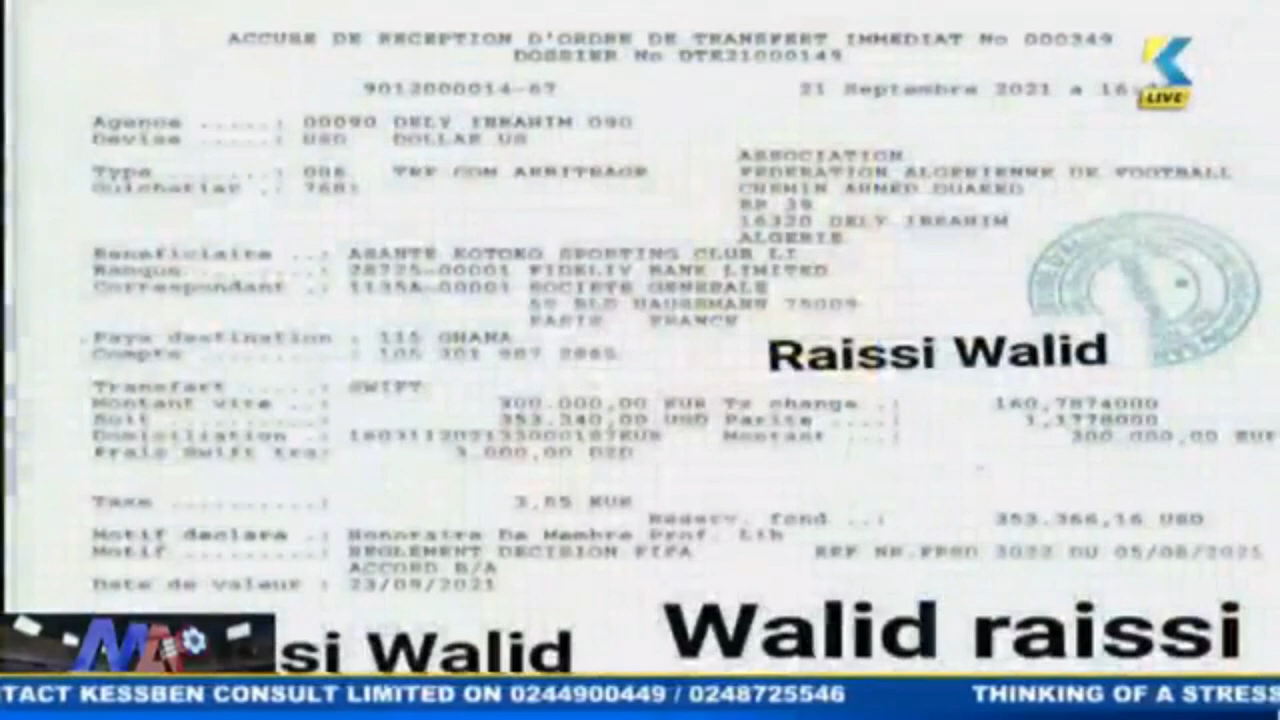 ACCUSE DE RECEPTION D'ORDRE DE TRANSFERT IMMEDIAT No 000349
DOSSIER No DTR21000149
9012000014-67 21 Septembre 2021 a 16
LIVE
Agence .....: 00090 DELY IBRAHIM 090
Devise .....: USD DOLLAR US
Type .....: 006 TRF COM ARBITRAGE
Guichetier .: 7681
ASSOCIATION
FEDERATION ALGERIENNE DE FOOTBALL
CHEMIN AHMED OUAKED
BP 39
16320 DELY IBRAHIM
ALGERIE
Beneficiaire ..: ASANTE KOTOKO SPORTING CLUB LT
Banque .......: 28725-00001 FIDELIY BANK LIMITED
Correspondant .: 1135A-00001 SOCIETE GENERALE
59 BLD HAUSSMANN 75009
PARIS FRANCE
Pays destination : 115 GHANA
Compte .......: 105 301 987 2865
Raissi Walid
Transfert ......: SWIFT
Montant vire ..: 300.000,00 EUR Tx change .: 160,7874000
Soit .......: 353.340,00 USD Parite ....: 1,1778000
Domiciliation .: Montant ....: 300.000,00 EUR
Frais Swift tra: 3.000,00 DZD
Taxe .........: 3,85 EUR
Reserv. fond ..: 353.366,16 USD
Motif declare .: Honoraire De Membre Prof. Lib
Motif .......: REGLEMENT DECISION FIFA REF NR.FPSD 3022 DU 05/08/2021
ACCORD B/A
Date de valeur : 23/09/2021
Walid raissi
si Walid
MA
TACT KESSBEN CONSULT LIMITED ON 0244900449 / 0248725546 THINKING OF A STRESS